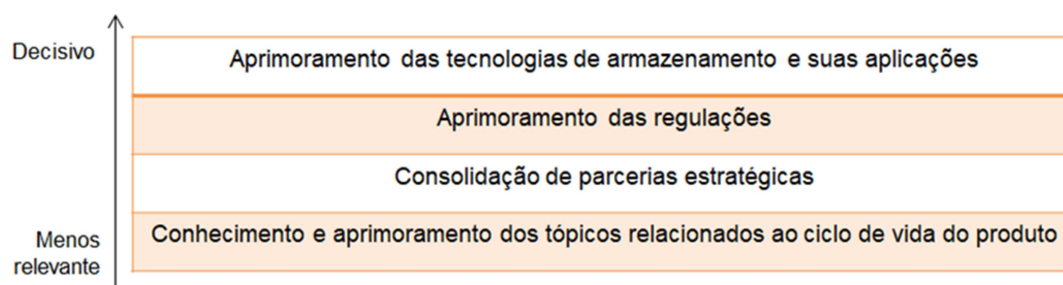 Decisivo
Aprimoramento das tecnologias de armazenamento e suas aplicações
Aprimoramento das regulações
Consolidação de parcerias estratégicas
Conhecimento e aprimoramento dos tópicos relacionados ao ciclo de vida do produto
Menos
relevante